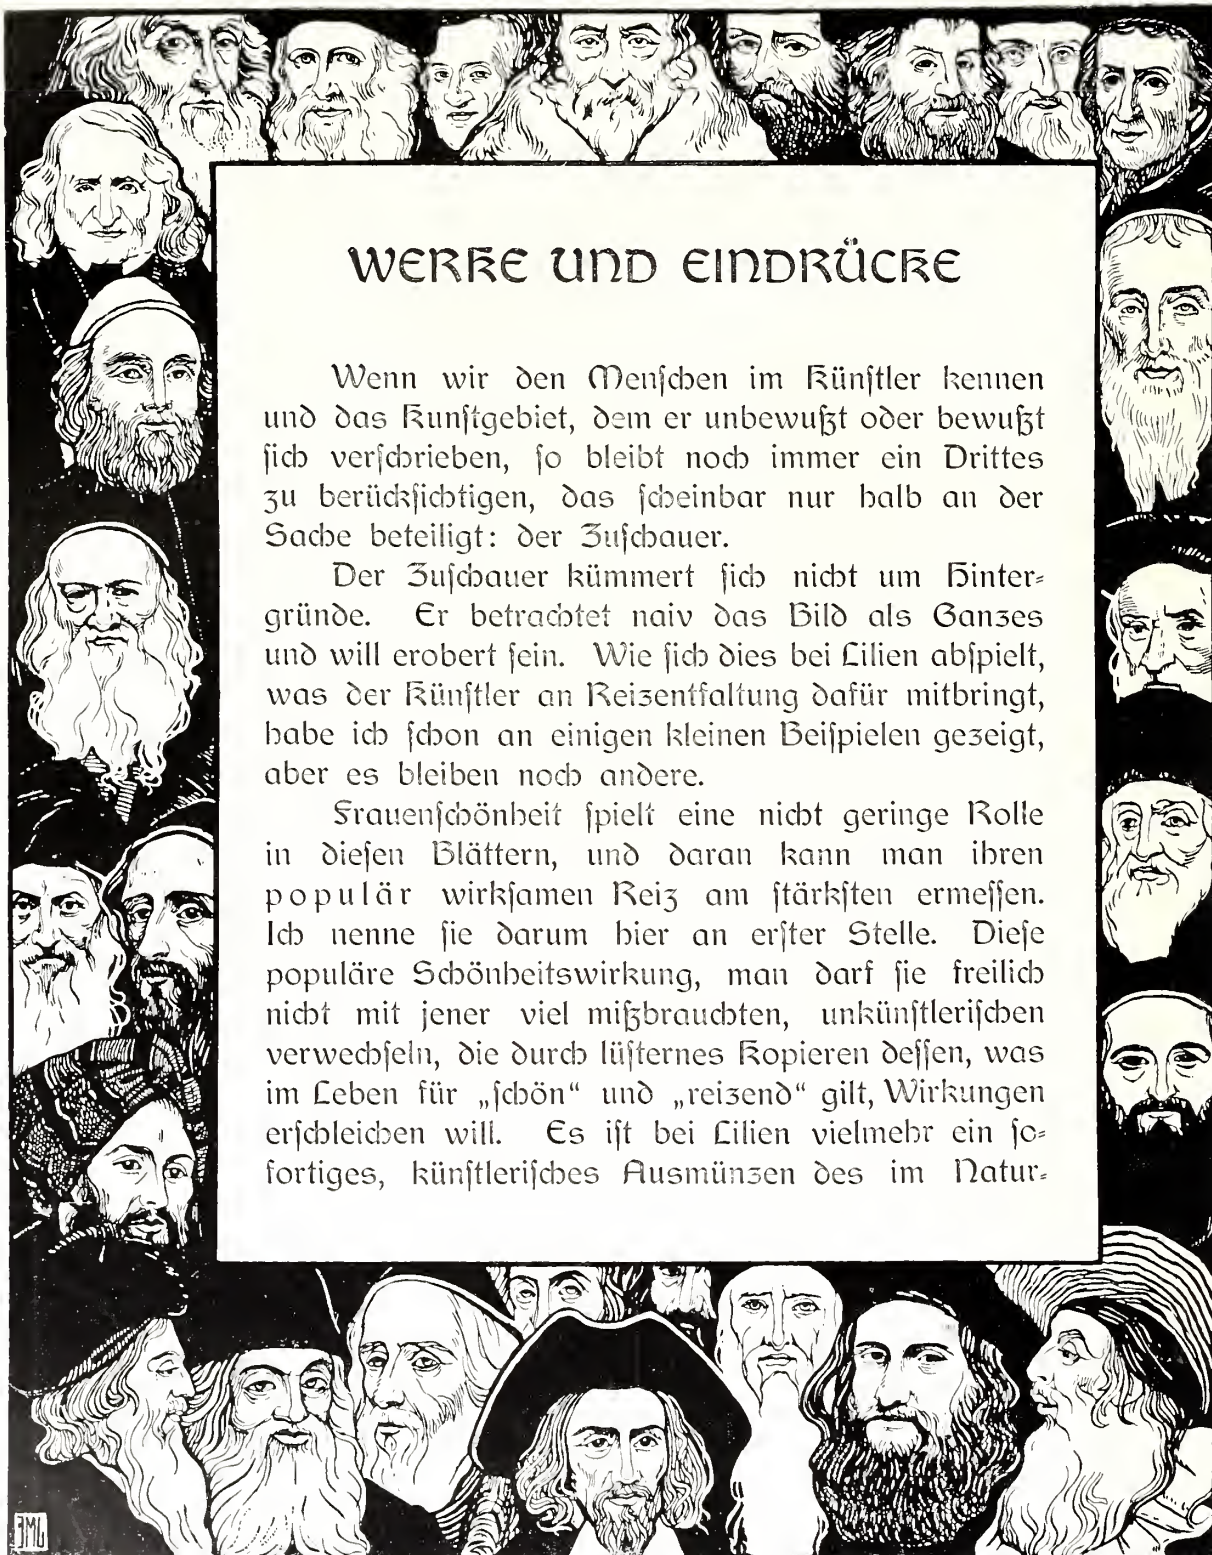 WERKE UND EINDRÜCKE
Wenn wir den Menſchen im Künſtler kennen
und das Kunſtgebiet, dem er unbewußt oder bewußt
ſich verſchrieben, ſo bleibt noch immer ein Drittes
zu berückſichtigen, das ſcheinbar nur halb an der
Sache beteiligt: der Zuſchauer.
Der Zuſchauer kümmert ſich nicht um Hinter⸗
gründe. Er betrachtet naiv das Bild als Ganzes
und will erobert ſein. Wie ſich dies bei Lilien abſpielt,
was der Künſtler an Reizentfaltung dafür mitbringt,
habe ich ſchon an einigen kleinen Beiſpielen gezeigt,
aber es bleiben noch andere.
Frauenſchönheit ſpielt eine nicht geringe Rolle
in dieſen Blättern, und daran kann man ihren
populär wirkſamen Reiz am ſtärkſten ermeſſen.
Ich nenne ſie darum hier an erſter Stelle. Dieſe
populäre Schönheitswirkung, man darf ſie freilich
nicht mit jener viel mißbrauchten, unkünſtleriſchen
verwechſeln, die durch lüſternes Kopieren deſſen, was
im Leben für „ſchön“ und „reizend“ gilt, Wirkungen
erſchleichen will. Es iſt bei Lilien vielmehr ein ſo⸗
fortiges, künſtleriſches Ausmünzen des im Natur⸗
EML